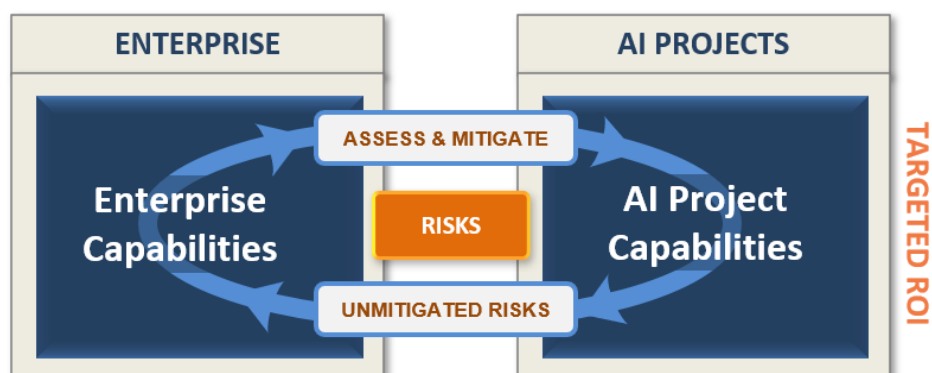 ENTERPRISE
AI PROJECTS
ASSESS & MITIGATE
Enterprise
Capabilities
RISKS
AI Project
Capabilities
UNMITIGATED RISKS
TARGETED ROI